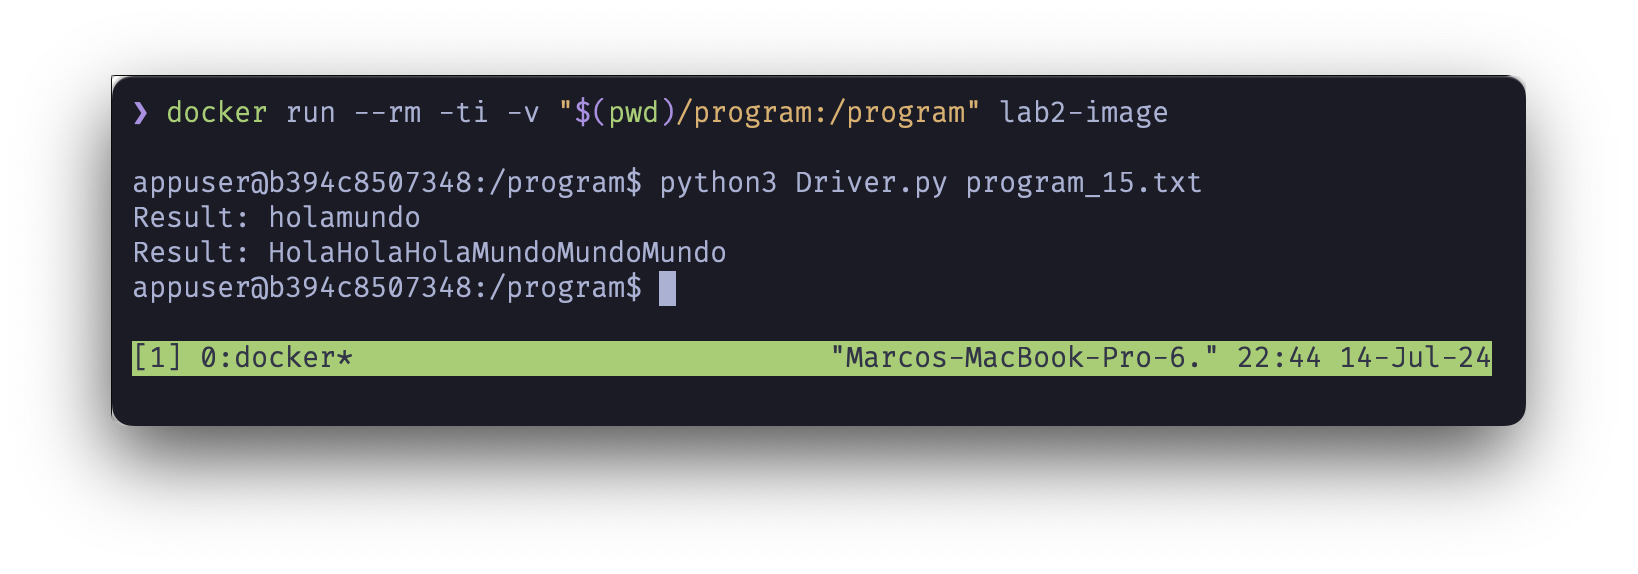 ❯ docker run --rm -ti -v "$(pwd)/program:/program" lab2-image
appuser@b394c8507348:/program$ python3 Driver.py program_15.txt
Result: holamundo
Result: HolaHolaHolaMundoMundoMundo
appuser@b394c8507348:/program$
[1] 0:docker* "Marcos-MacBook-Pro-6." 22:44 14-Jul-24